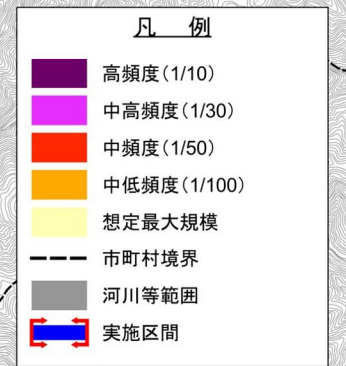 凡 例
高頻度(1/10)
中高頻度(1/30)
中頻度(1/50)
中低頻度(1/100)
想定最大規模
市町村境界
河川等範囲
実施区間